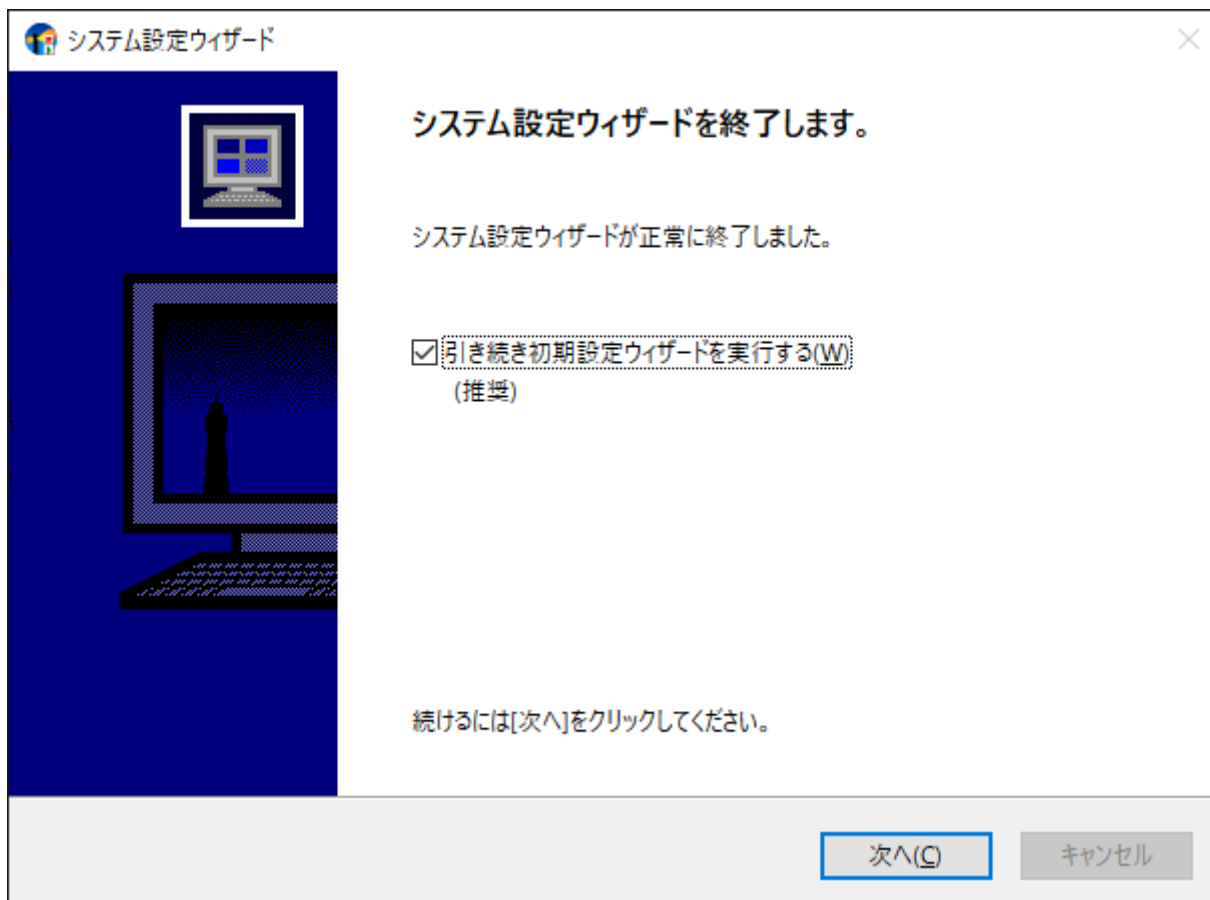 システム設定ウィザード
システム設定ウィザードを終了します。
システム設定ウィザードが正常に終了しました。
引き続き初期設定ウィザードを実行する(W)
(推奨)
続けるには[次へ]をクリックしてください。
次へ(C)
キャンセル